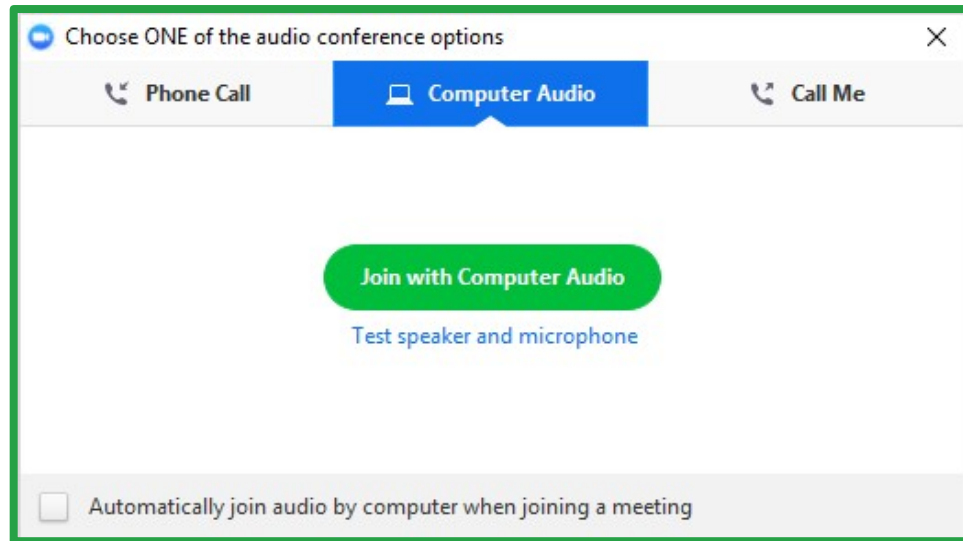 Choose ONE of the audio conference options
Phone Call
Computer Audio
Call Me
Join with Computer Audio
Test speaker and microphone
Automatically join audio by computer when joining a meeting